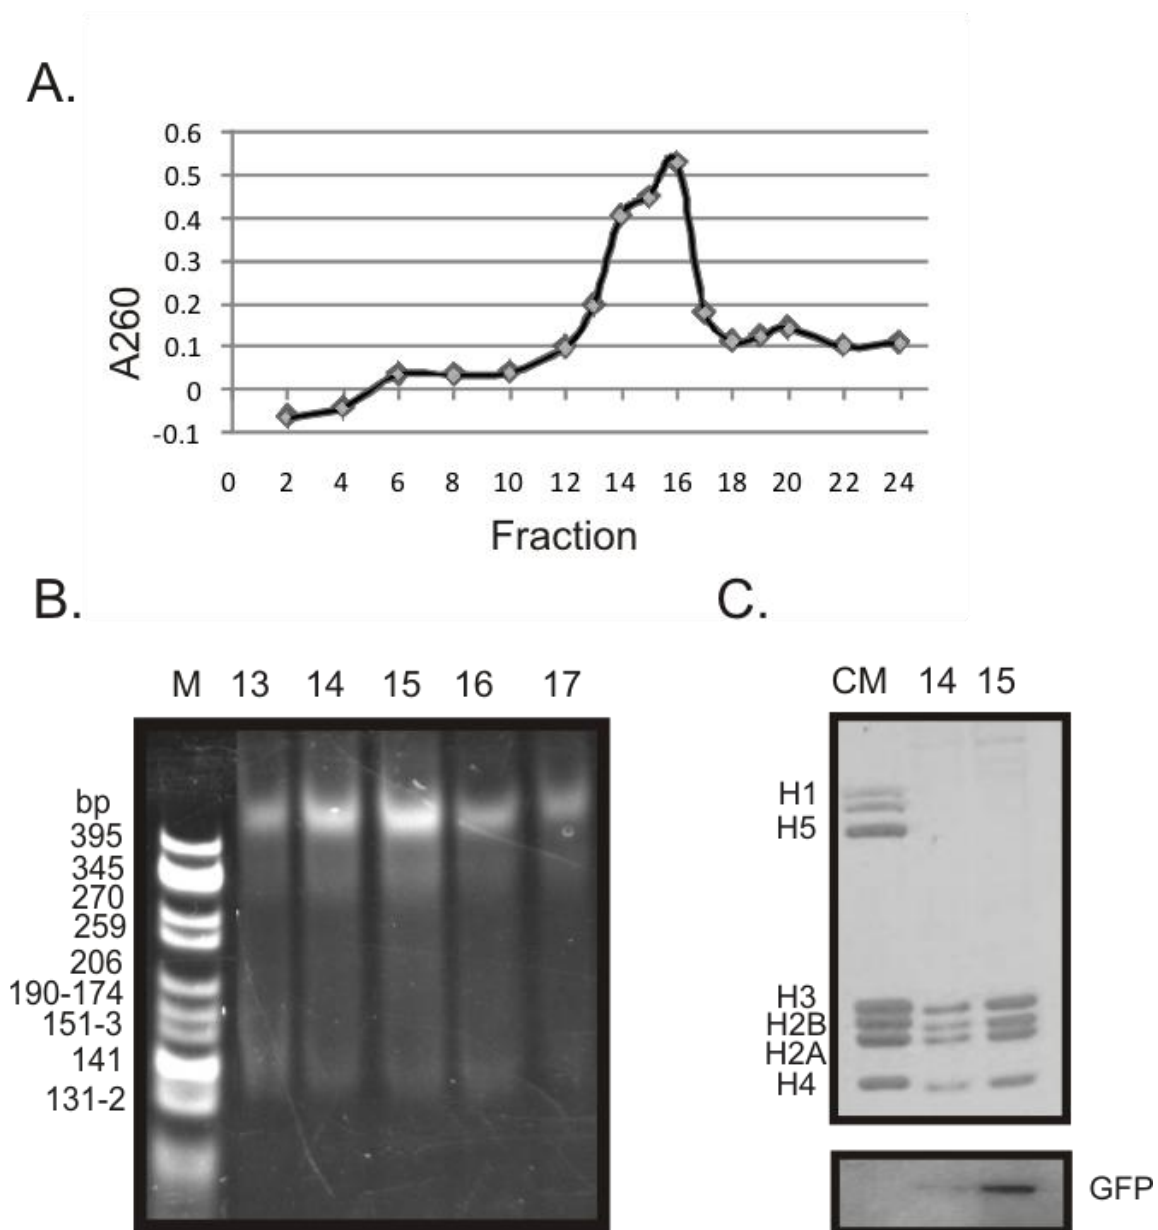 A.
0.6
0.5
0.4
0.3
0.2
0.1
0
-0.1
A260
0 2 4 6 8 10 12 14 16 18 20 22 24
Fraction
B.
M 13 14 15 16 17
bp
395
345
270
259
206
190-174
151-3
141
131-2
C.
CM 14 15
H1
H5
H3
H2B
H2A
H4
GFP